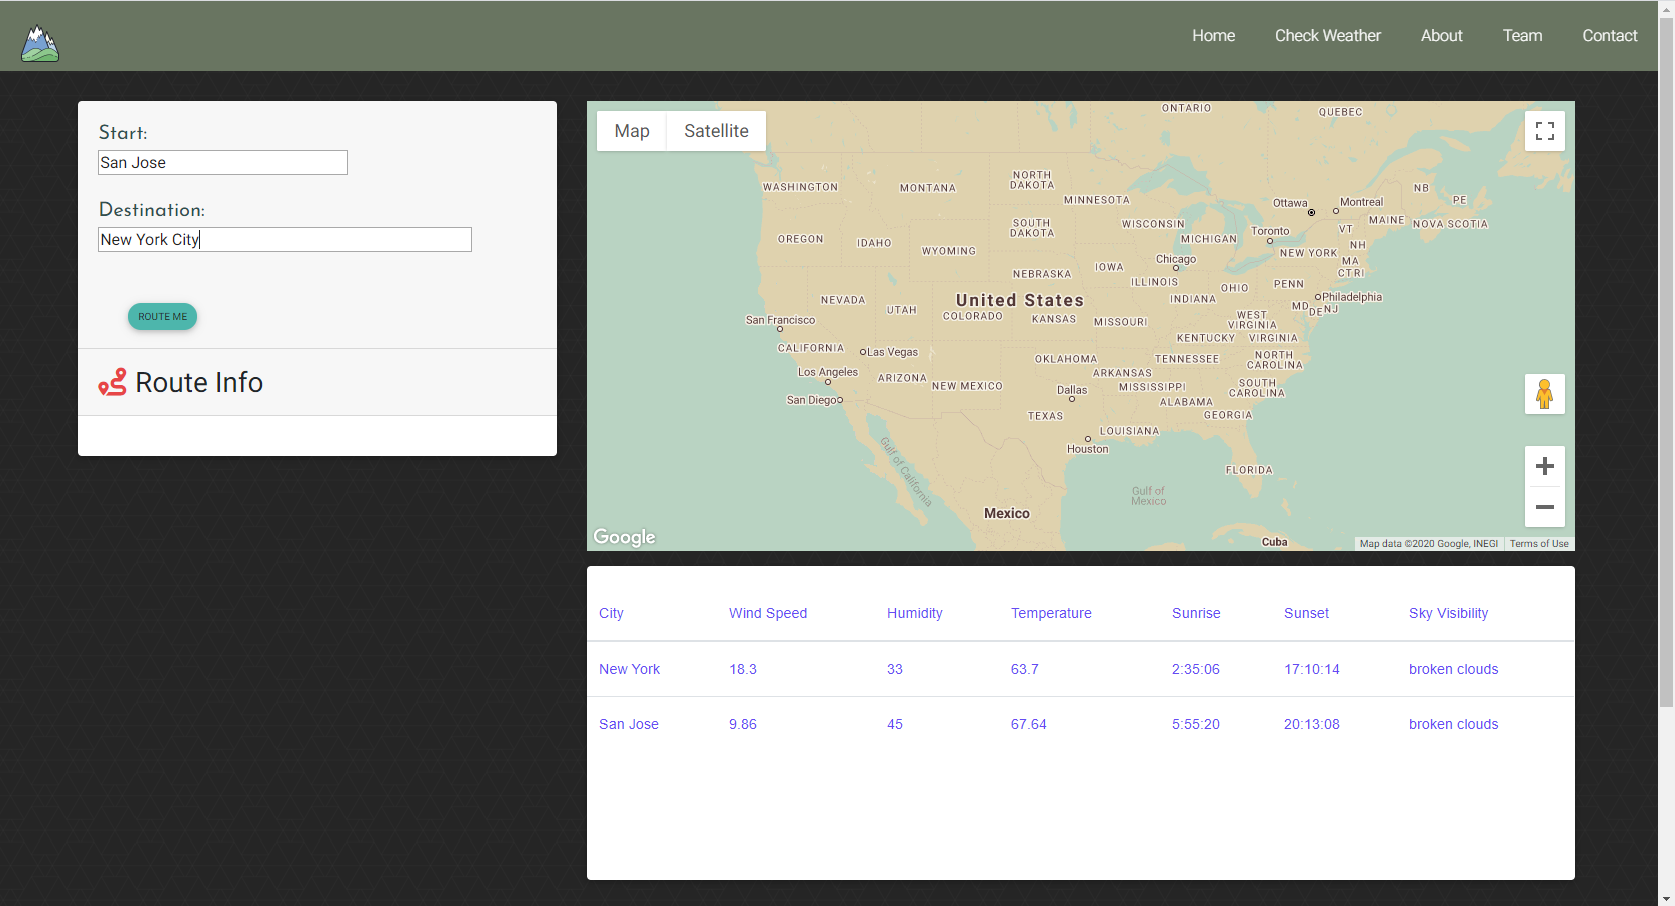 Home Check Weather About Team Contact
Start:
San Jose
Destination:
New York City
ROUTE ME
Route Info
Map Satellite
ONTARIO
QUEBEC
WASHINGTON
MONTANA
NORTH
DAKOTA
MINNESOTA
Ottawa
Montreal
NB
PE
MAINE
NOVA SCOTIA
OREGON
IDAHO
WYOMING
SOUTH
DAKOTA
WISCONSIN
MICHIGAN
Toronto
VT
NH
NEW YORK
MA
CT RI
NEBRASKA
IOWA
Chicago
ILLINOIS
INDIANA
OHIO
PENN
Philadelphia
NEVADA
UTAH
United States
COLORADO
KANSAS
MISSOURI
WEST
VIRGINIA
MD
DE
NJ
San Francisco
CALIFORNIA
Las Vegas
KENTUCKY
VIRGINIA
Los Angeles
ARIZONA
NEW MEXICO
OKLAHOMA
ARKANSAS
TENNESSEE
NORTH
CAROLINA
San Diego
Dallas
MISSISSIPPI
ALABAMA
SOUTH
CAROLINA
TEXAS
LOUISIANA
GEORGIA
Houston
FLORIDA
Gulf of California
Gulf of
Mexico
Mexico
Cuba
Google
Map data ©2020 Google, INEGI Terms of Use
City Wind Speed Humidity Temperature Sunrise Sunset Sky Visibility
New York 18.3 33 63.7 2:35:06 17:10:14 broken clouds
San Jose 9.86 45 67.64 5:55:20 20:13:08 broken clouds